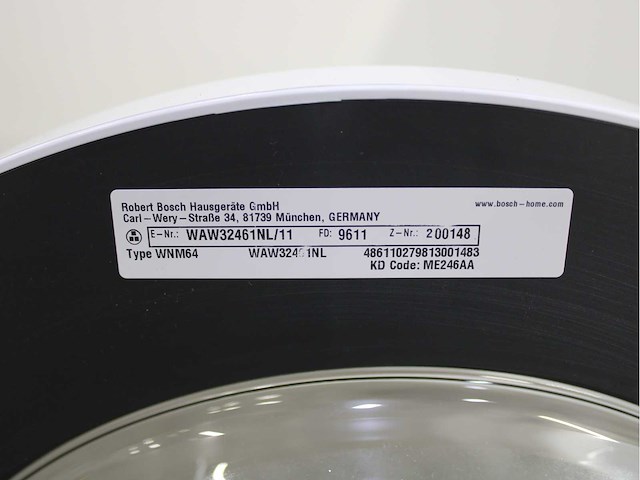 Robert Bosch Hausgeräte GmbH www.bosch-home.com
Carl-Wery-Straße 34, 81739 München, GERMANY
E-Nr.: WAW32461NL/11 FD: 9611 Z-Nr.: 200148
Type WNM64 WAW32461NL 486110279813001483
KD Code: ME246AA